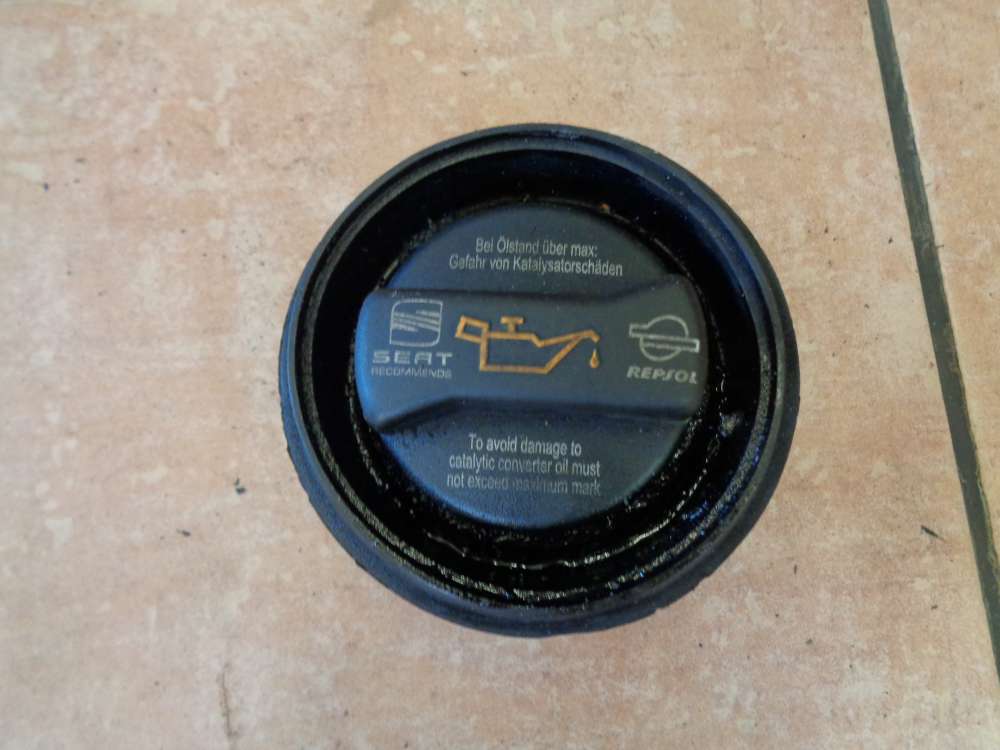 Bei Ölstand über max:
Gefahr von Katalysatorschäden
SEAT
RECOMMENDS
REPSOL
To avoid damage to
catalytic converter oil must
not exceed maximum mark